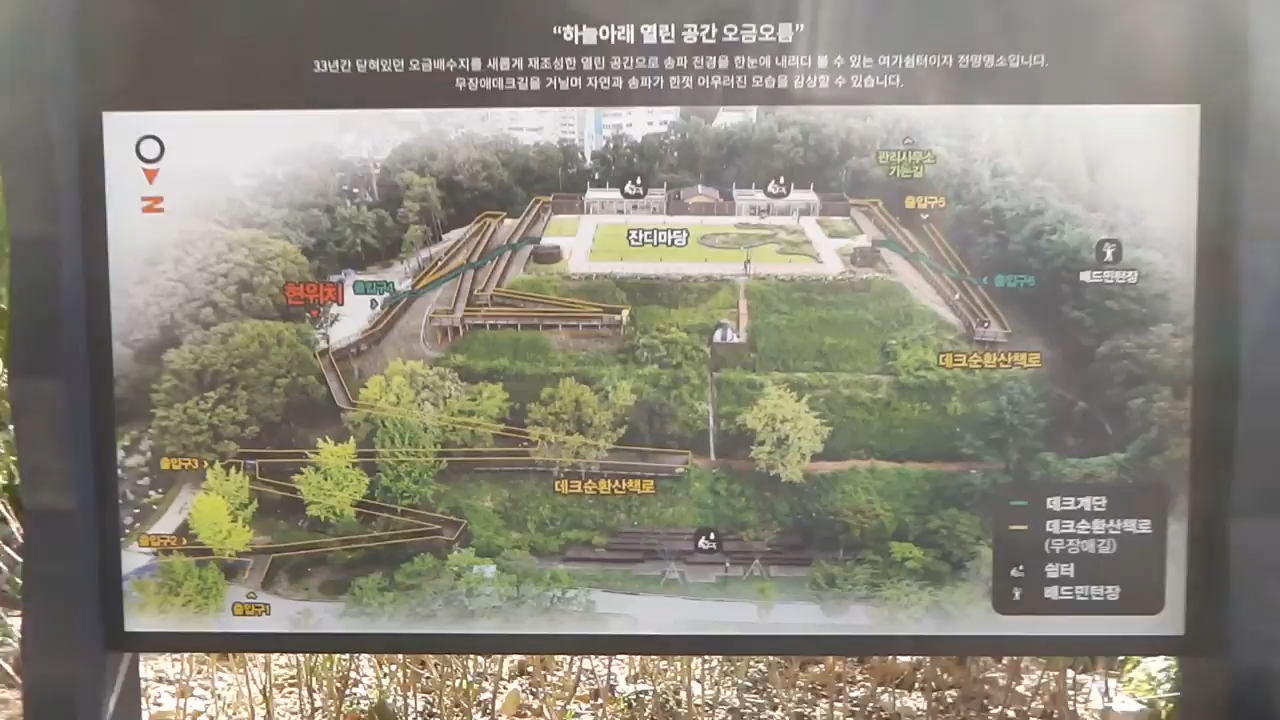 “하늘아래 열린 공간 오금오름”
33년간 닫혀있던 오금배수지를 새롭게 재조성한 열린 공간으로 송파 전경을 한눈에 내려다 볼 수 있는 여가쉼터이자 전망명소입니다.
무장애데크길을 거닐며 자연과 송파가 한껏 어우러진 모습을 감상할 수 있습니다.
N
관리사무소
가는길
출입구5
잔디마당
배드민턴장
현위치
출입구4
출입구6
데크순환산책로
출입구3
데크순환산책로
출입구2
출입구1
데크계단
데크순환산책로
(무장애길)
쉼터
배드민턴장